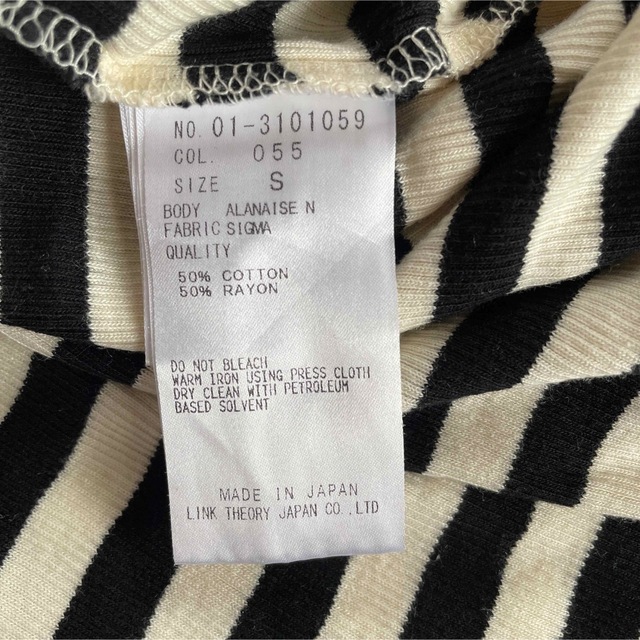 NO. 01-3101059
COL. 055
SIZE S
BODY ALANAISE N
FABRIC SIGMA
QUALITY
50% COTTON
50% RAYON
DO NOT BLEACH
WARM IRON USING PRESS CLOTH
DRY CLEAN WITH PETROLEUM
BASED SOLVENT
MADE IN JAPAN
LINK THEORY JAPAN CO.,LTD